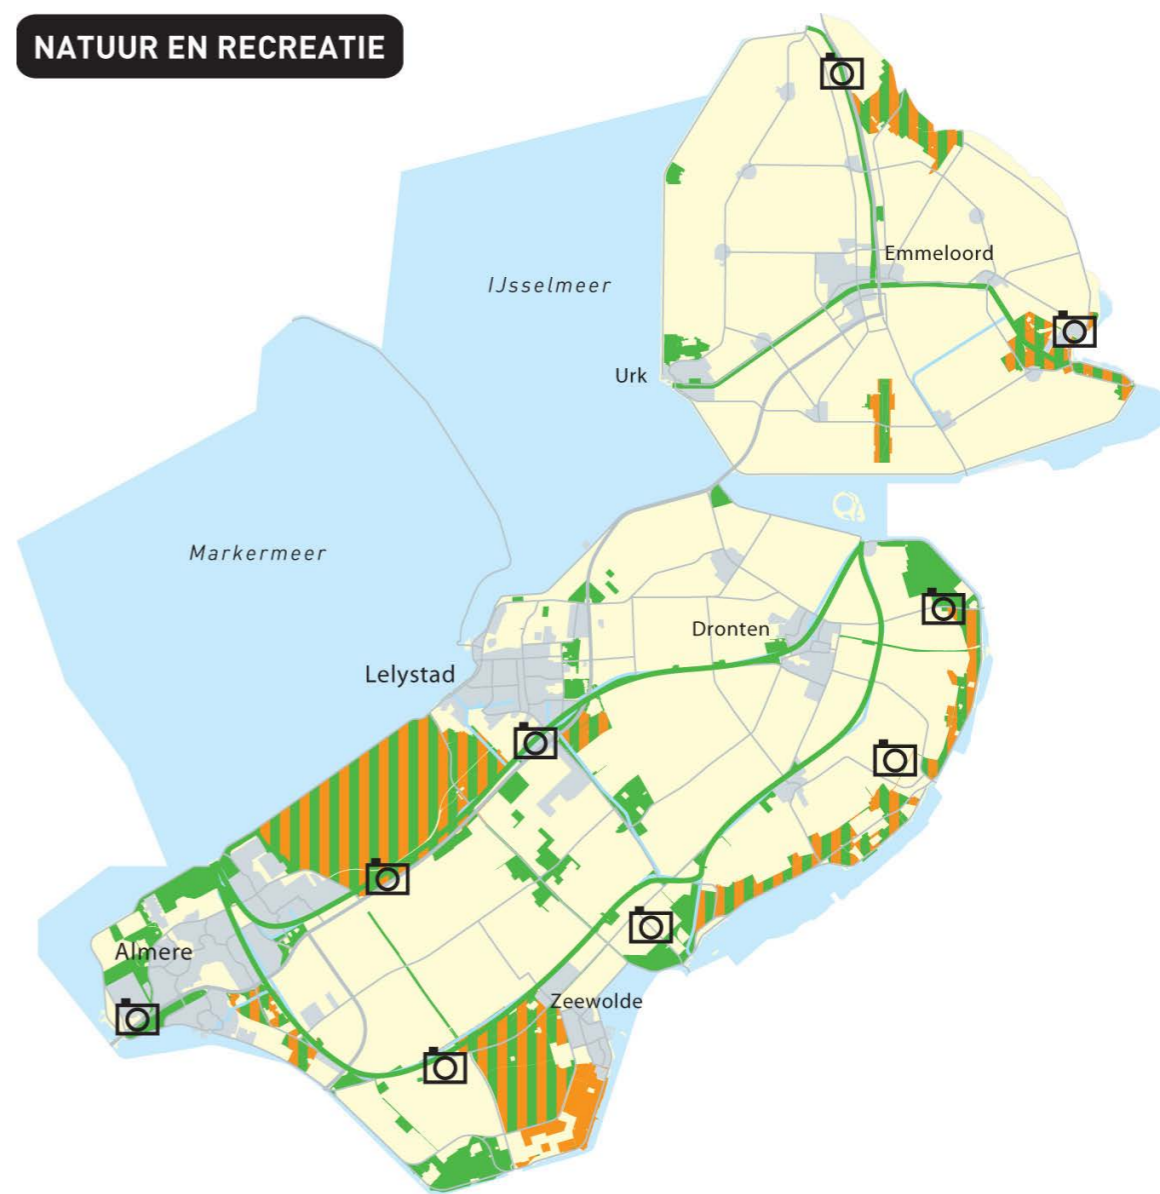 NATUUR EN RECREATIE
Emmeloord
IJsselmeer
Urk
Markermeer
Dronten
Lelystad
Almere
Zeewolde